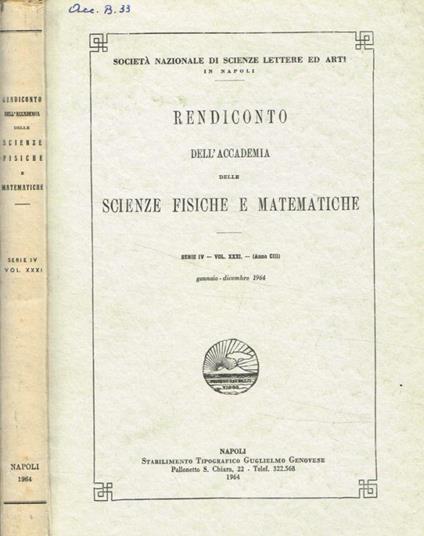 Acc. B. 33
RENDICONTO
DELL'ACCADEMIA
DELLE
SCIENZE
FISICHE
E
MATEMATICHE
SERIE IV
VOL. XXXI
NAPOLI
1964
SOCIETÀ NAZIONALE DI SCIENZE LETTERE ED ARTI
IN NAPOLI
RENDICONTO
DELL'ACCADEMIA
DELLE
SCIENZE FISICHE E MATEMATICHE
SERIE IV — VOL. XXXI. — (Anno CIII)
gennaio - dicembre 1964
NAPOLI
STABILIMENTO TIPOGRAFICO GUGLIELMO GENOVESE
Pallonetto S. Chiara, 22 - Telef. 322.568
1964